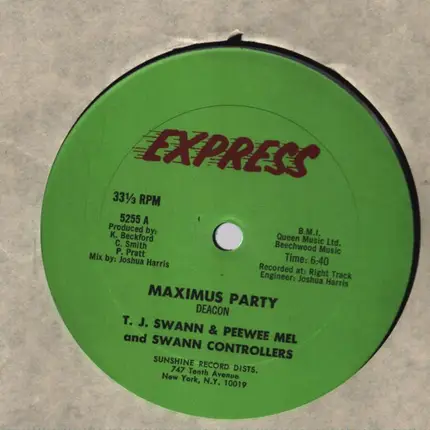 EXPRESS
33⅓ RPM
5255 A
Produced by:
K. Beckford
C. Smith
P. Pratt
Mix by: Joshua Harris
B.M.I.
Queen Music Ltd.
Beechwood Music
Time: 6:40
Recorded at: Right Track
Engineer: Joshua Harris
MAXIMUS PARTY
DEACON
T. J. SWANN & PEEWEE MEL
and SWANN CONTROLLERS
SUNSHINE RECORD DISTS.
747 Tenth Avenue
New York, N.Y. 10019